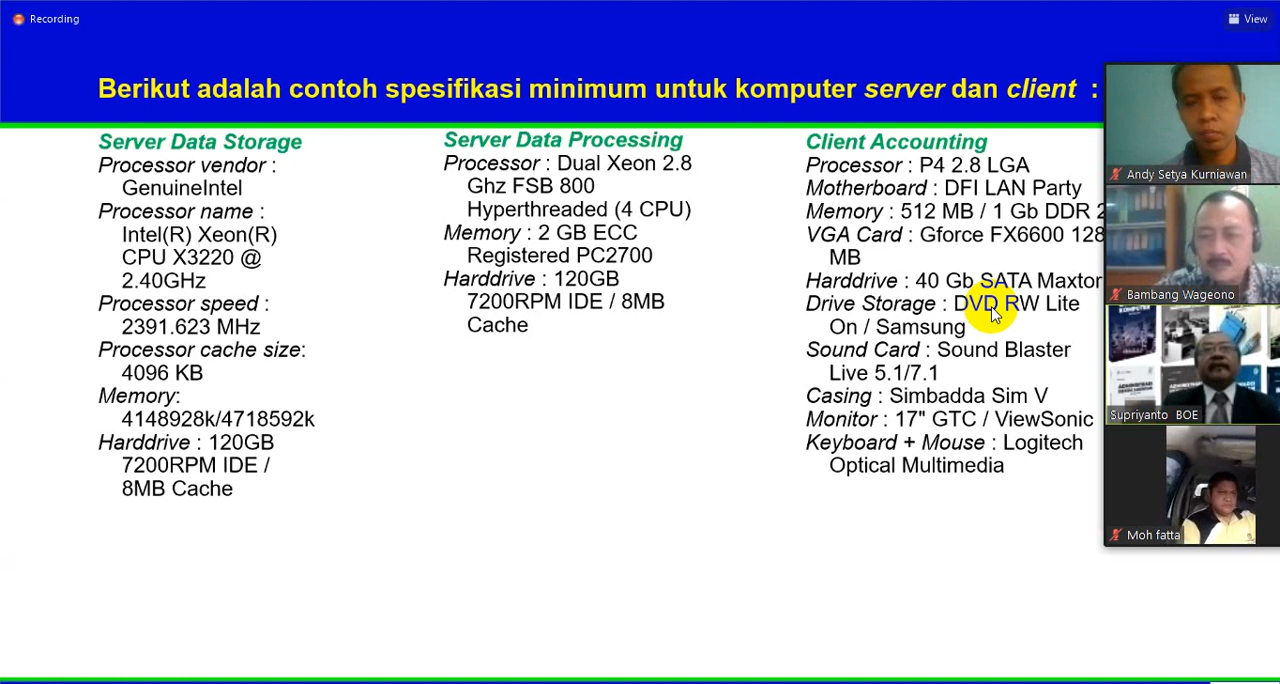 Recording
View
Berikut adalah contoh spesifikasi minimum untuk komputer server dan client :
Server Data Storage
Processor vendor :
GenuineIntel
Processor name :
Intel(R) Xeon(R)
CPU X3220 @
2.40GHz
Processor speed :
2391.623 MHz
Processor cache size:
4096 KB
Memory:
4148928k/4718592k
Harddrive : 120GB
7200RPM IDE /
8MB Cache
Server Data Processing
Processor : Dual Xeon 2.8
Ghz FSB 800
Hyperthreaded (4 CPU)
Memory : 2 GB ECC
Registered PC2700
Harddrive : 120GB
7200RPM IDE / 8MB
Cache
Client Accounting
Processor : P4 2.8 LGA
Motherboard : DFI LAN Party
Memory : 512 MB / 1 Gb DDR 2
VGA Card : Gforce FX6600 128
MB
Harddrive : 40 Gb SATA Maxtor
Drive Storage : DVD RW Lite
On / Samsung
Sound Card : Sound Blaster
Live 5.1/7.1
Casing : Simbadda Sim V
Monitor : 17" GTC / ViewSonic
Keyboard + Mouse : Logitech
Optical Multimedia
Andy Setya Kurniawan
Bambang Wageono
Supriyanto BOE
Moh fatta